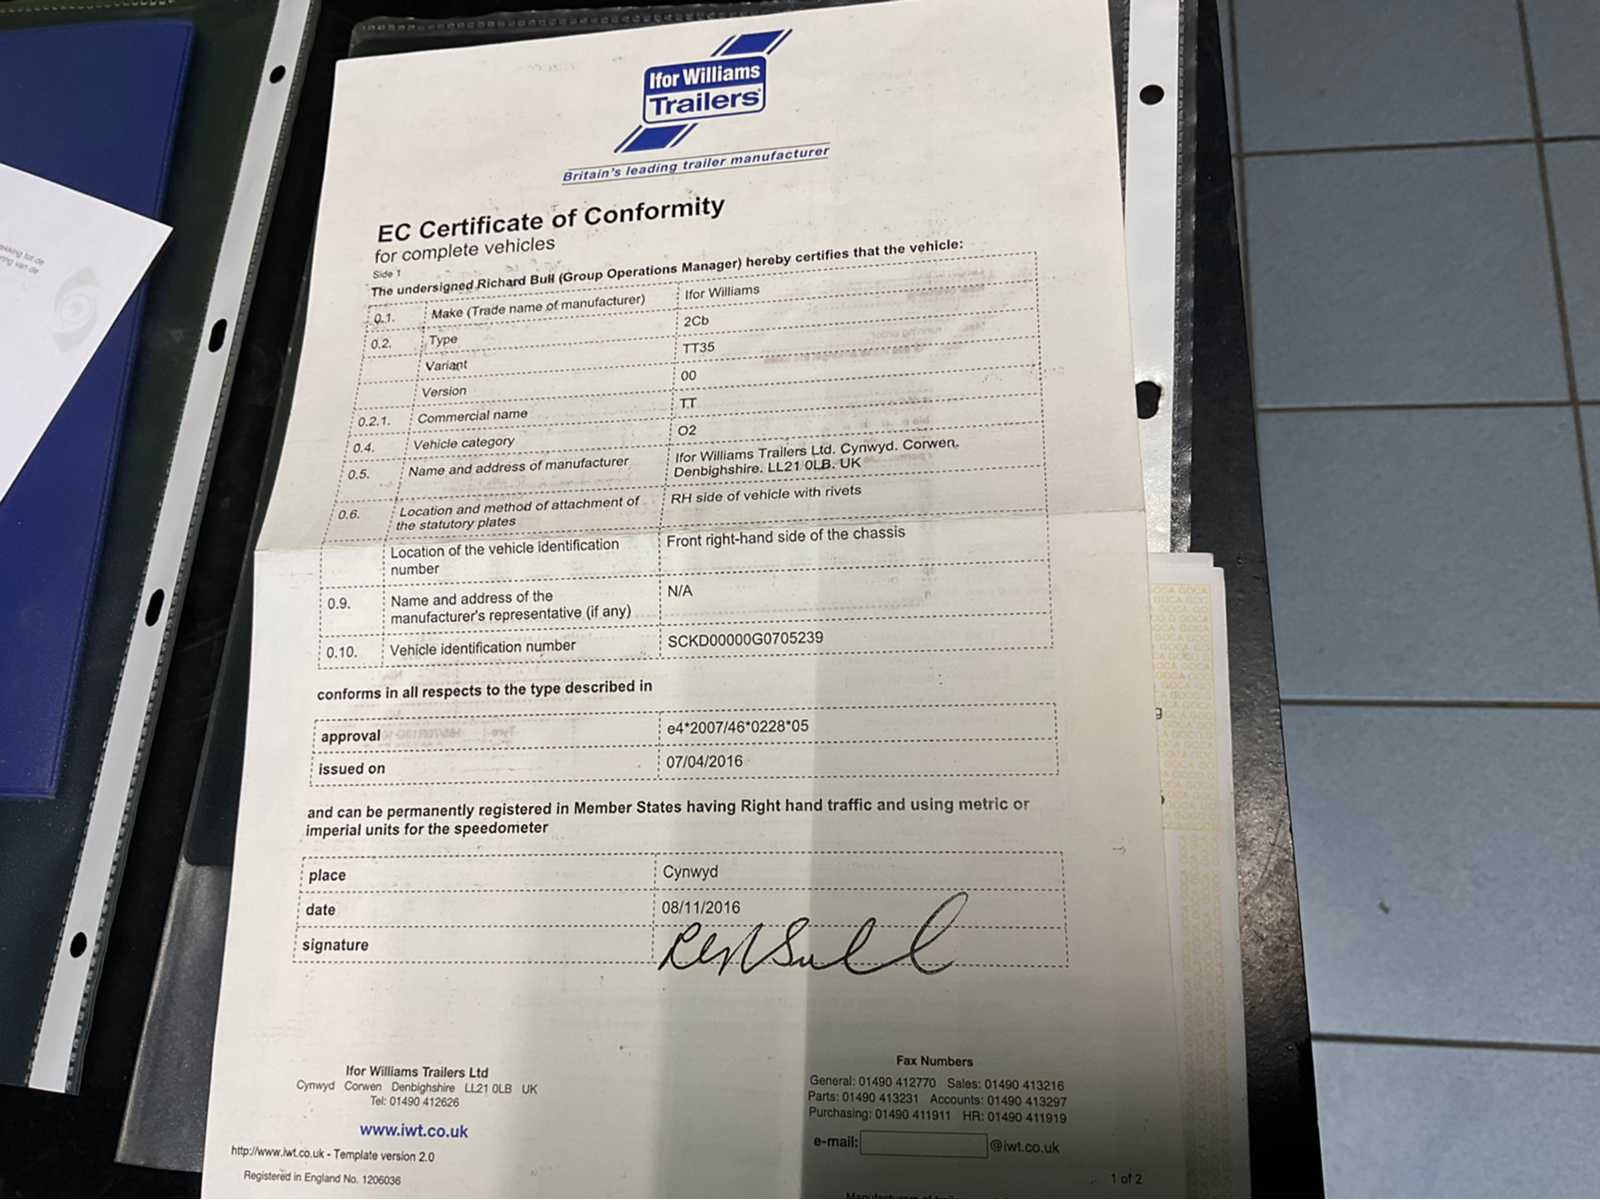 Ifor Williams
Trailers
Britain's leading trailer manufacturer
EC Certificate of Conformity
for complete vehicles
Side 1
The undersigned Richard Bull (Group Operations Manager) hereby certifies that the vehicle:
0.1. Make (Trade name of manufacturer) Ifor Williams
0.2. Type 2Cb
Variant TT35
Version 00
0.2.1. Commercial name TT
0.4. Vehicle category O2
0.5. Name and address of manufacturer Ifor Williams Trailers Ltd. Cynwyd. Corwen.
Denbighshire. LL21 0LB. UK
0.6. Location and method of attachment of RH side of vehicle with rivets
the statutory plates
Location of the vehicle identification Front right-hand side of the chassis
number
0.9. Name and address of the N/A
manufacturer's representative (if any)
0.10. Vehicle identification number SCKD00000G0705239
conforms in all respects to the type described in
approval e4*2007/46*0228*05
issued on 07/04/2016
and can be permanently registered in Member States having Right hand traffic and using metric or
imperial units for the speedometer
place Cynwyd
date 08/11/2016
signature
Ifor Williams Trailers Ltd
Cynwyd Corwen Denbighshire LL21 0LB UK
Tel: 01490 412626
www.iwt.co.uk
http://www.iwt.co.uk - Template version 2.0
Registered in England No. 1206036
Fax Numbers
General: 01490 412770 Sales: 01490 413216
Parts: 01490 413231 Accounts: 01490 413297
Purchasing: 01490 411911 HR: 01490 411919
e-mail: @iwt.co.uk
1 of 2